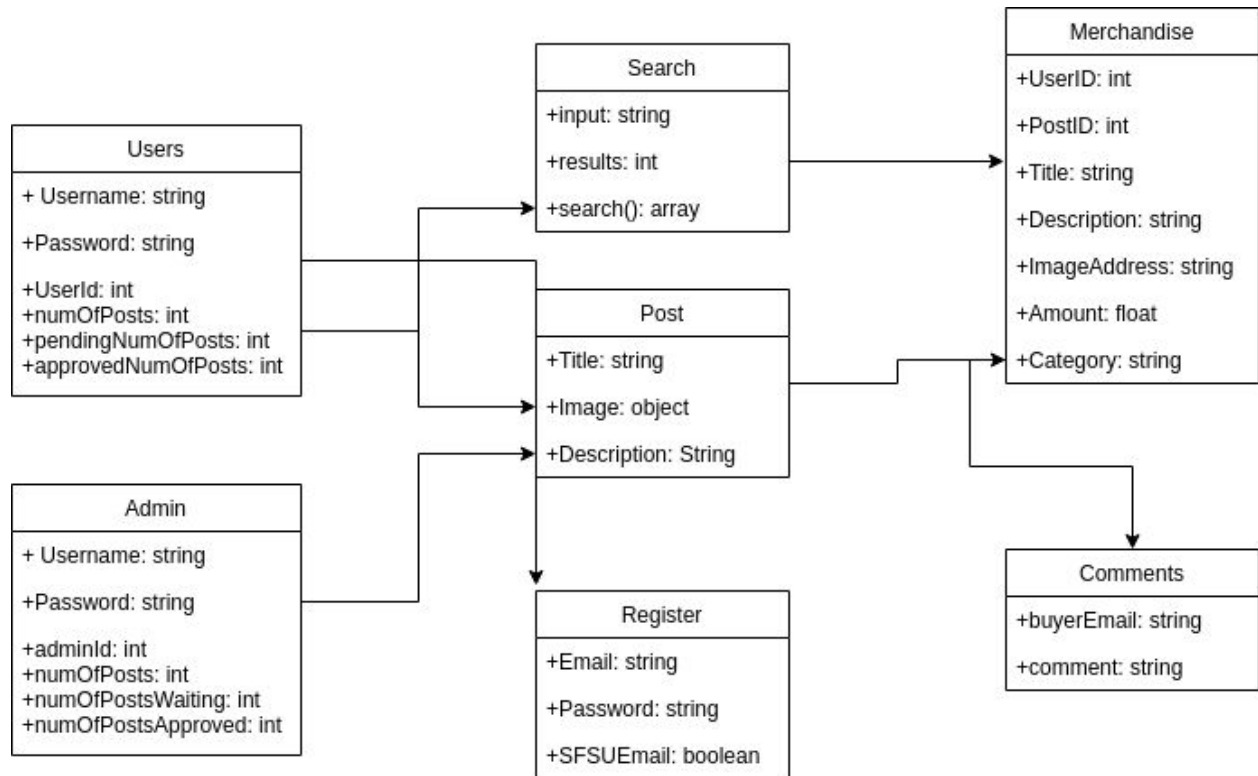 Users
+ Username: string
+Password: string
+UserId: int
+numOfPosts: int
+pendingNumOfPosts: int
+approvedNumOfPosts: int
Admin
+ Username: string
+Password: string
+adminId: int
+numOfPosts: int
+numOfPostsWaiting: int
+numOfPostsApproved: int
Search
+input: string
+results: int
+search(): array
Post
+Title: string
+Image: object
+Description: String
Register
+Email: string
+Password: string
+SFSUEmail: boolean
Merchandise
+UserID: int
+PostID: int
+Title: string
+Description: string
+ImageAddress: string
+Amount: float
+Category: string
Comments
+buyerEmail: string
+comment: string